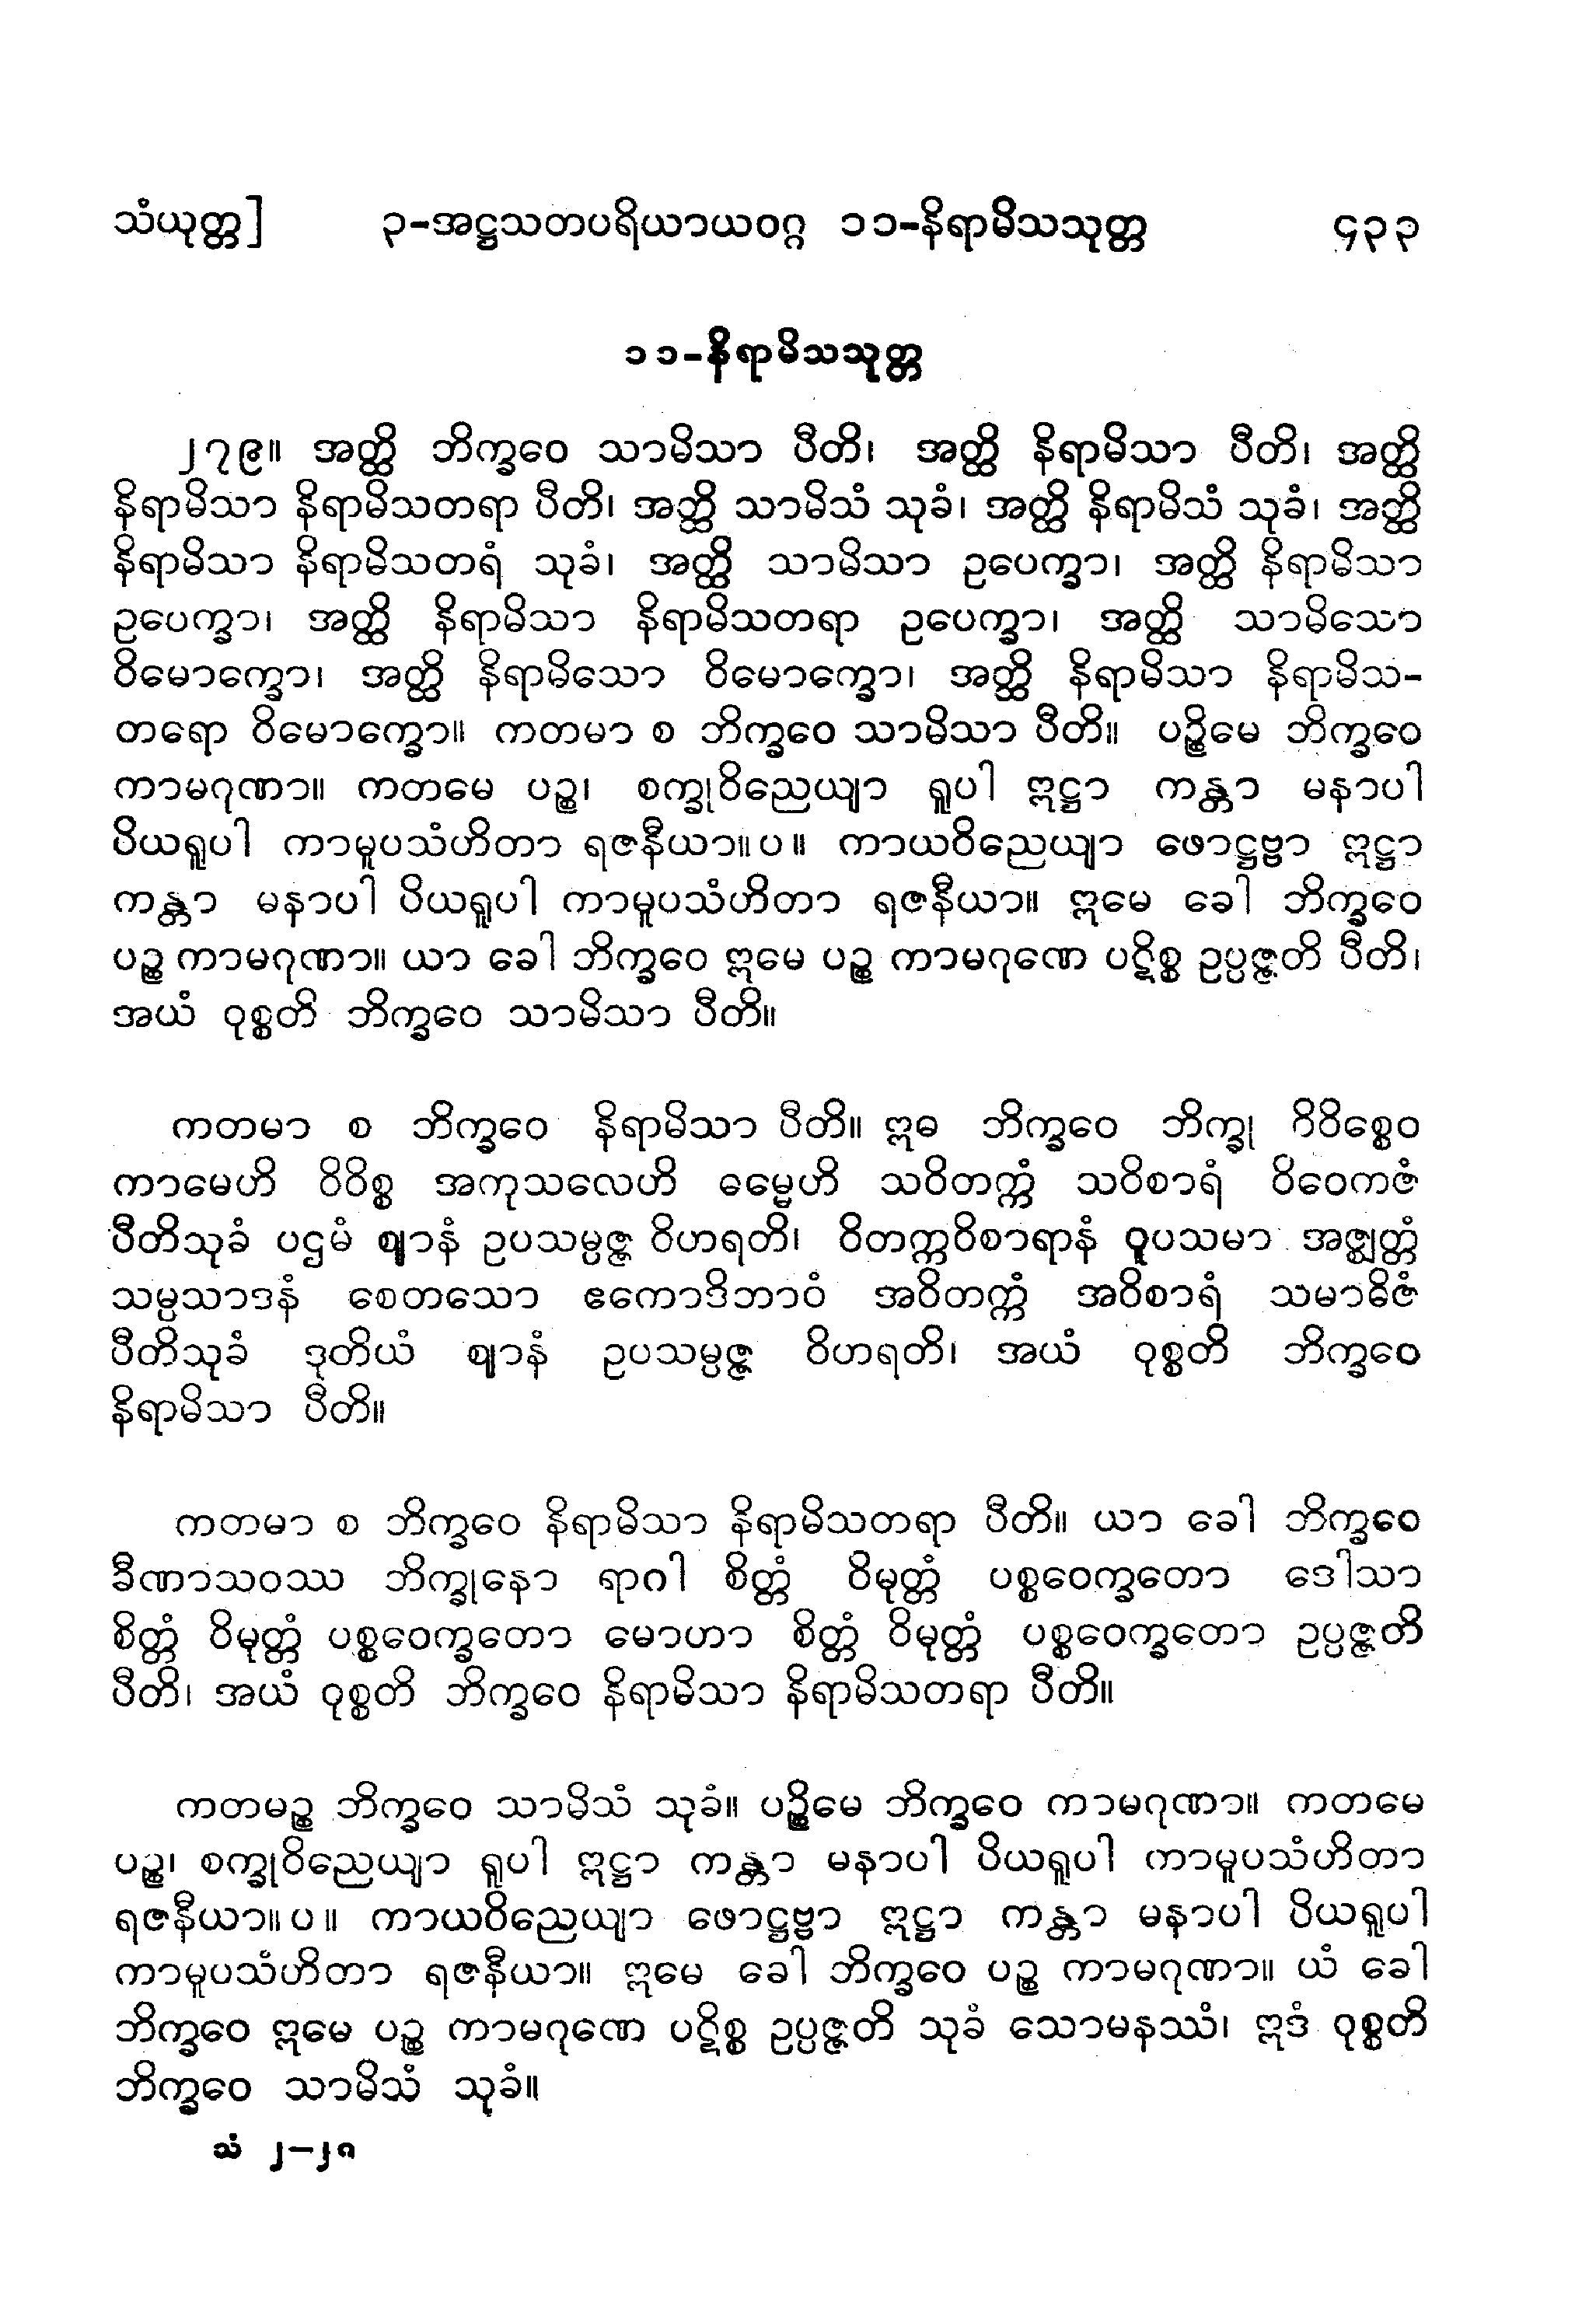 သံယုတ္တ] ၃-အဋ္ဌသတပရိယာယဝဂ္ဂ ၁၁-နိရာမိသသုတ္တ ၄၃၃
၁၁-နိရာမိသသုတ္တ
၂၇၉။ အတ္ထိ ဘိက္ခဝေ သာမိသာ ပီတိ၊ အတ္ထိ နိရာမိသာ ပီတိ၊ အတ္ထိ
နိရာမိသာ နိရာမိသတရာ ပီတိ၊ အတ္ထိ သာမိသံ သုခံ၊ အတ္ထိ နိရာမိသံ သုခံ၊ အတ္ထိ
နိရာမိသာ နိရာမိသတရံ သုခံ၊ အတ္ထိ သာမိသာ ဥပေက္ခာ၊ အတ္ထိ နိရာမိသာ
ဥပေက္ခာ၊ အတ္ထိ နိရာမိသာ နိရာမိသတရာ ဥပေက္ခာ၊ အတ္ထိ သာမိသော
ဝိမောက္ခော၊ အတ္ထိ နိရာမိသော ဝိမောက္ခော၊ အတ္ထိ နိရာမိသာ နိရာမိသ-
တရော ဝိမောက္ခော။ ကတမာ စ ဘိက္ခဝေ သာမိသာ ပီတိ။ ပဉ္စိမေ ဘိက္ခဝေ
ကာမဂုဏာ။ ကတမေ ပဉ္စ၊ စက္ခုဝိညေယျာ ရူပါ ဣဋ္ဌာ ကန္တာ မနာပါ
ပိယရူပါ ကာမူပသံဟိတာ ရဇနီယာ။ပ။ ကာယဝိညေယျာ ဖောဋ္ဌဗ္ဗာ ဣဋ္ဌာ
ကန္တာ မနာပါ ပိယရူပါ ကာမူပသံဟိတာ ရဇနီယာ။ ဣမေ ခေါ ဘိက္ခဝေ
ပဉ္စ ကာမဂုဏာ။ ယာ ခေါ ဘိက္ခဝေ ဣမေ ပဉ္စ ကာမဂုဏေ ပဋိစ္စ ဥပ္ပဇ္ဇတိ ပီတိ၊
အယံ ဝုစ္စတိ ဘိက္ခဝေ သာမိသာ ပီတိ။
ကတမာ စ ဘိက္ခဝေ နိရာမိသာ ပီတိ။ ဣဓ ဘိက္ခဝေ ဘိက္ခု ဝိဝိစ္စေဝ
ကာမေဟိ ဝိဝိစ္စ အကုသလေဟိ ဓမ္မေဟိ သဝိတက္ကံ သဝိစာရံ ဝိဝေကဇံ
ပီတိသုခံ ပဌမံ ဈာနံ ဥပသမ္ပဇ္ဇ ဝိဟရတိ၊ ဝိတက္ကဝိစာရာနံ ဝူပသမာ အဇ္ဈတ္တံ
သမ္ပသာဒနံ စေတသော ဧကောဒိဘာဝံ အဝိတက္ကံ အဝိစာရံ သမာဓိဇံ
ပီတိသုခံ ဒုတိယံ ဈာနံ ဥပသမ္ပဇ္ဇ ဝိဟရတိ၊ အယံ ဝုစ္စတိ ဘိက္ခဝေ
နိရာမိသာ ပီတိ။
ကတမာ စ ဘိက္ခဝေ နိရာမိသာ နိရာမိသတရာ ပီတိ။ ယာ ခေါ ဘိက္ခဝေ
ခီဏာသဝဿ ဘိက္ခုနော ရာဂါ စိတ္တံ ဝိမုတ္တံ ပစ္စဝေက္ခတော ဒေါသာ
စိတ္တံ ဝိမုတ္တံ ပစ္စဝေက္ခတော မောဟာ စိတ္တံ ဝိမုတ္တံ ပစ္စဝေက္ခတော ဥပ္ပဇ္ဇတိ
ပီတိ၊ အယံ ဝုစ္စတိ ဘိက္ခဝေ နိရာမိသာ နိရာမိသတရာ ပီတိ။
ကတမဉ္စ ဘိက္ခဝေ သာမိသံ သုခံ။ ပဉ္စိမေ ဘိက္ခဝေ ကာမဂုဏာ။ ကတမေ
ပဉ္စ၊ စက္ခုဝိညေယျာ ရူပါ ဣဋ္ဌာ ကန္တာ မနာပါ ပိယရူပါ ကာမူပသံဟိတာ
ရဇနီယာ။ပ။ ကာယဝိညေယျာ ဖောဋ္ဌဗ္ဗာ ဣဋ္ဌာ ကန္တာ မနာပါ ပိယရူပါ
ကာမူပသံဟိတာ ရဇနီယာ။ ဣမေ ခေါ ဘိက္ခဝေ ပဉ္စ ကာမဂုဏာ။ ယံ ခေါ
ဘိက္ခဝေ ဣမေ ပဉ္စ ကာမဂုဏေ ပဋိစ္စ ဥပ္ပဇ္ဇတိ သုခံ သောမနဿံ၊ ဣဒံ ဝုစ္စတိ
ဘိက္ခဝေ သာမိသံ သုခံ။
သံ ၂—၂၈